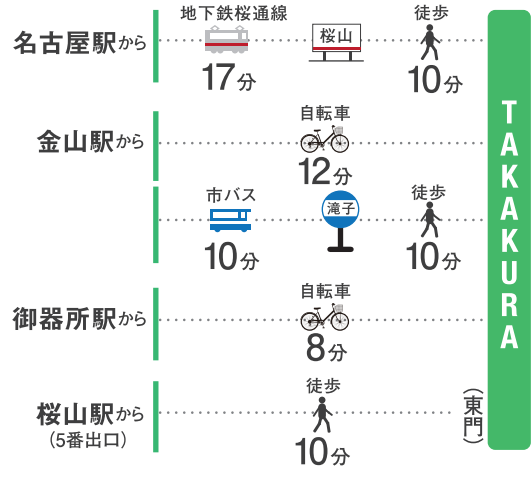 名古屋駅から
地下鉄桜通線
17分
桜山
徒歩
10分
金山駅から
自転車
12分
市バス
10分
滝子
徒歩
10分
御器所駅から
自転車
8分
桜山駅から
(5番出口)
徒歩
10分
(東門)
TAKAKURA